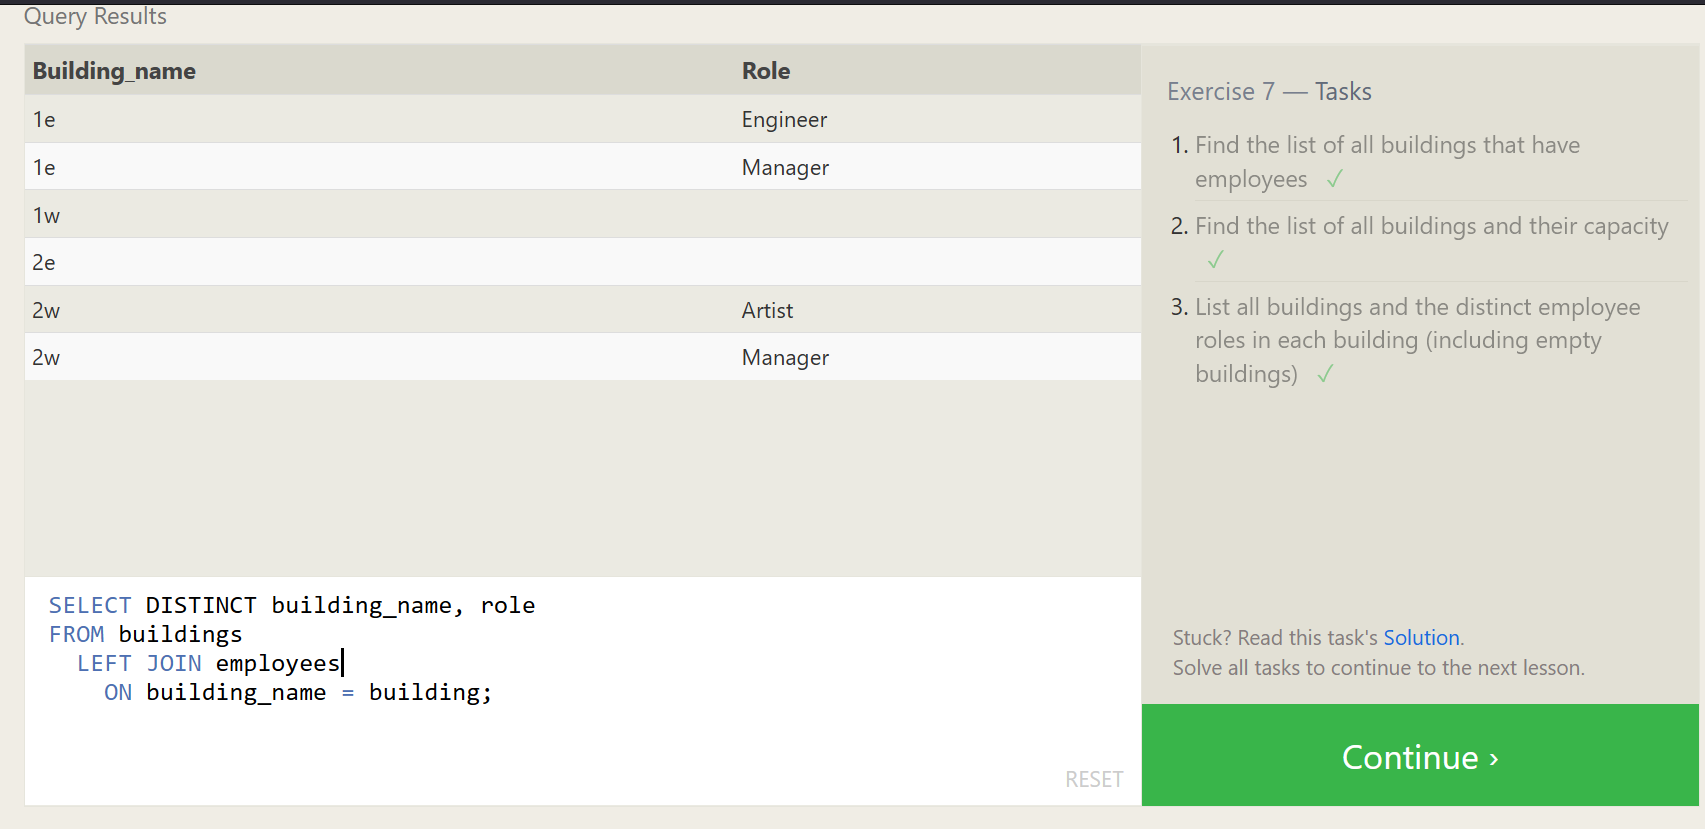 Query Results
Building_name Role
1e Engineer
1e Manager
1w
2e
2w Artist
2w Manager
SELECT DISTINCT building_name, role
FROM buildings
LEFT JOIN employees
ON building_name = building;
RESET
Exercise 7 — Tasks
1. Find the list of all buildings that have
employees ✓
2. Find the list of all buildings and their capacity
✓
3. List all buildings and the distinct employee
roles in each building (including empty
buildings) ✓
Stuck? Read this task's Solution.
Solve all tasks to continue to the next lesson.
Continue ›